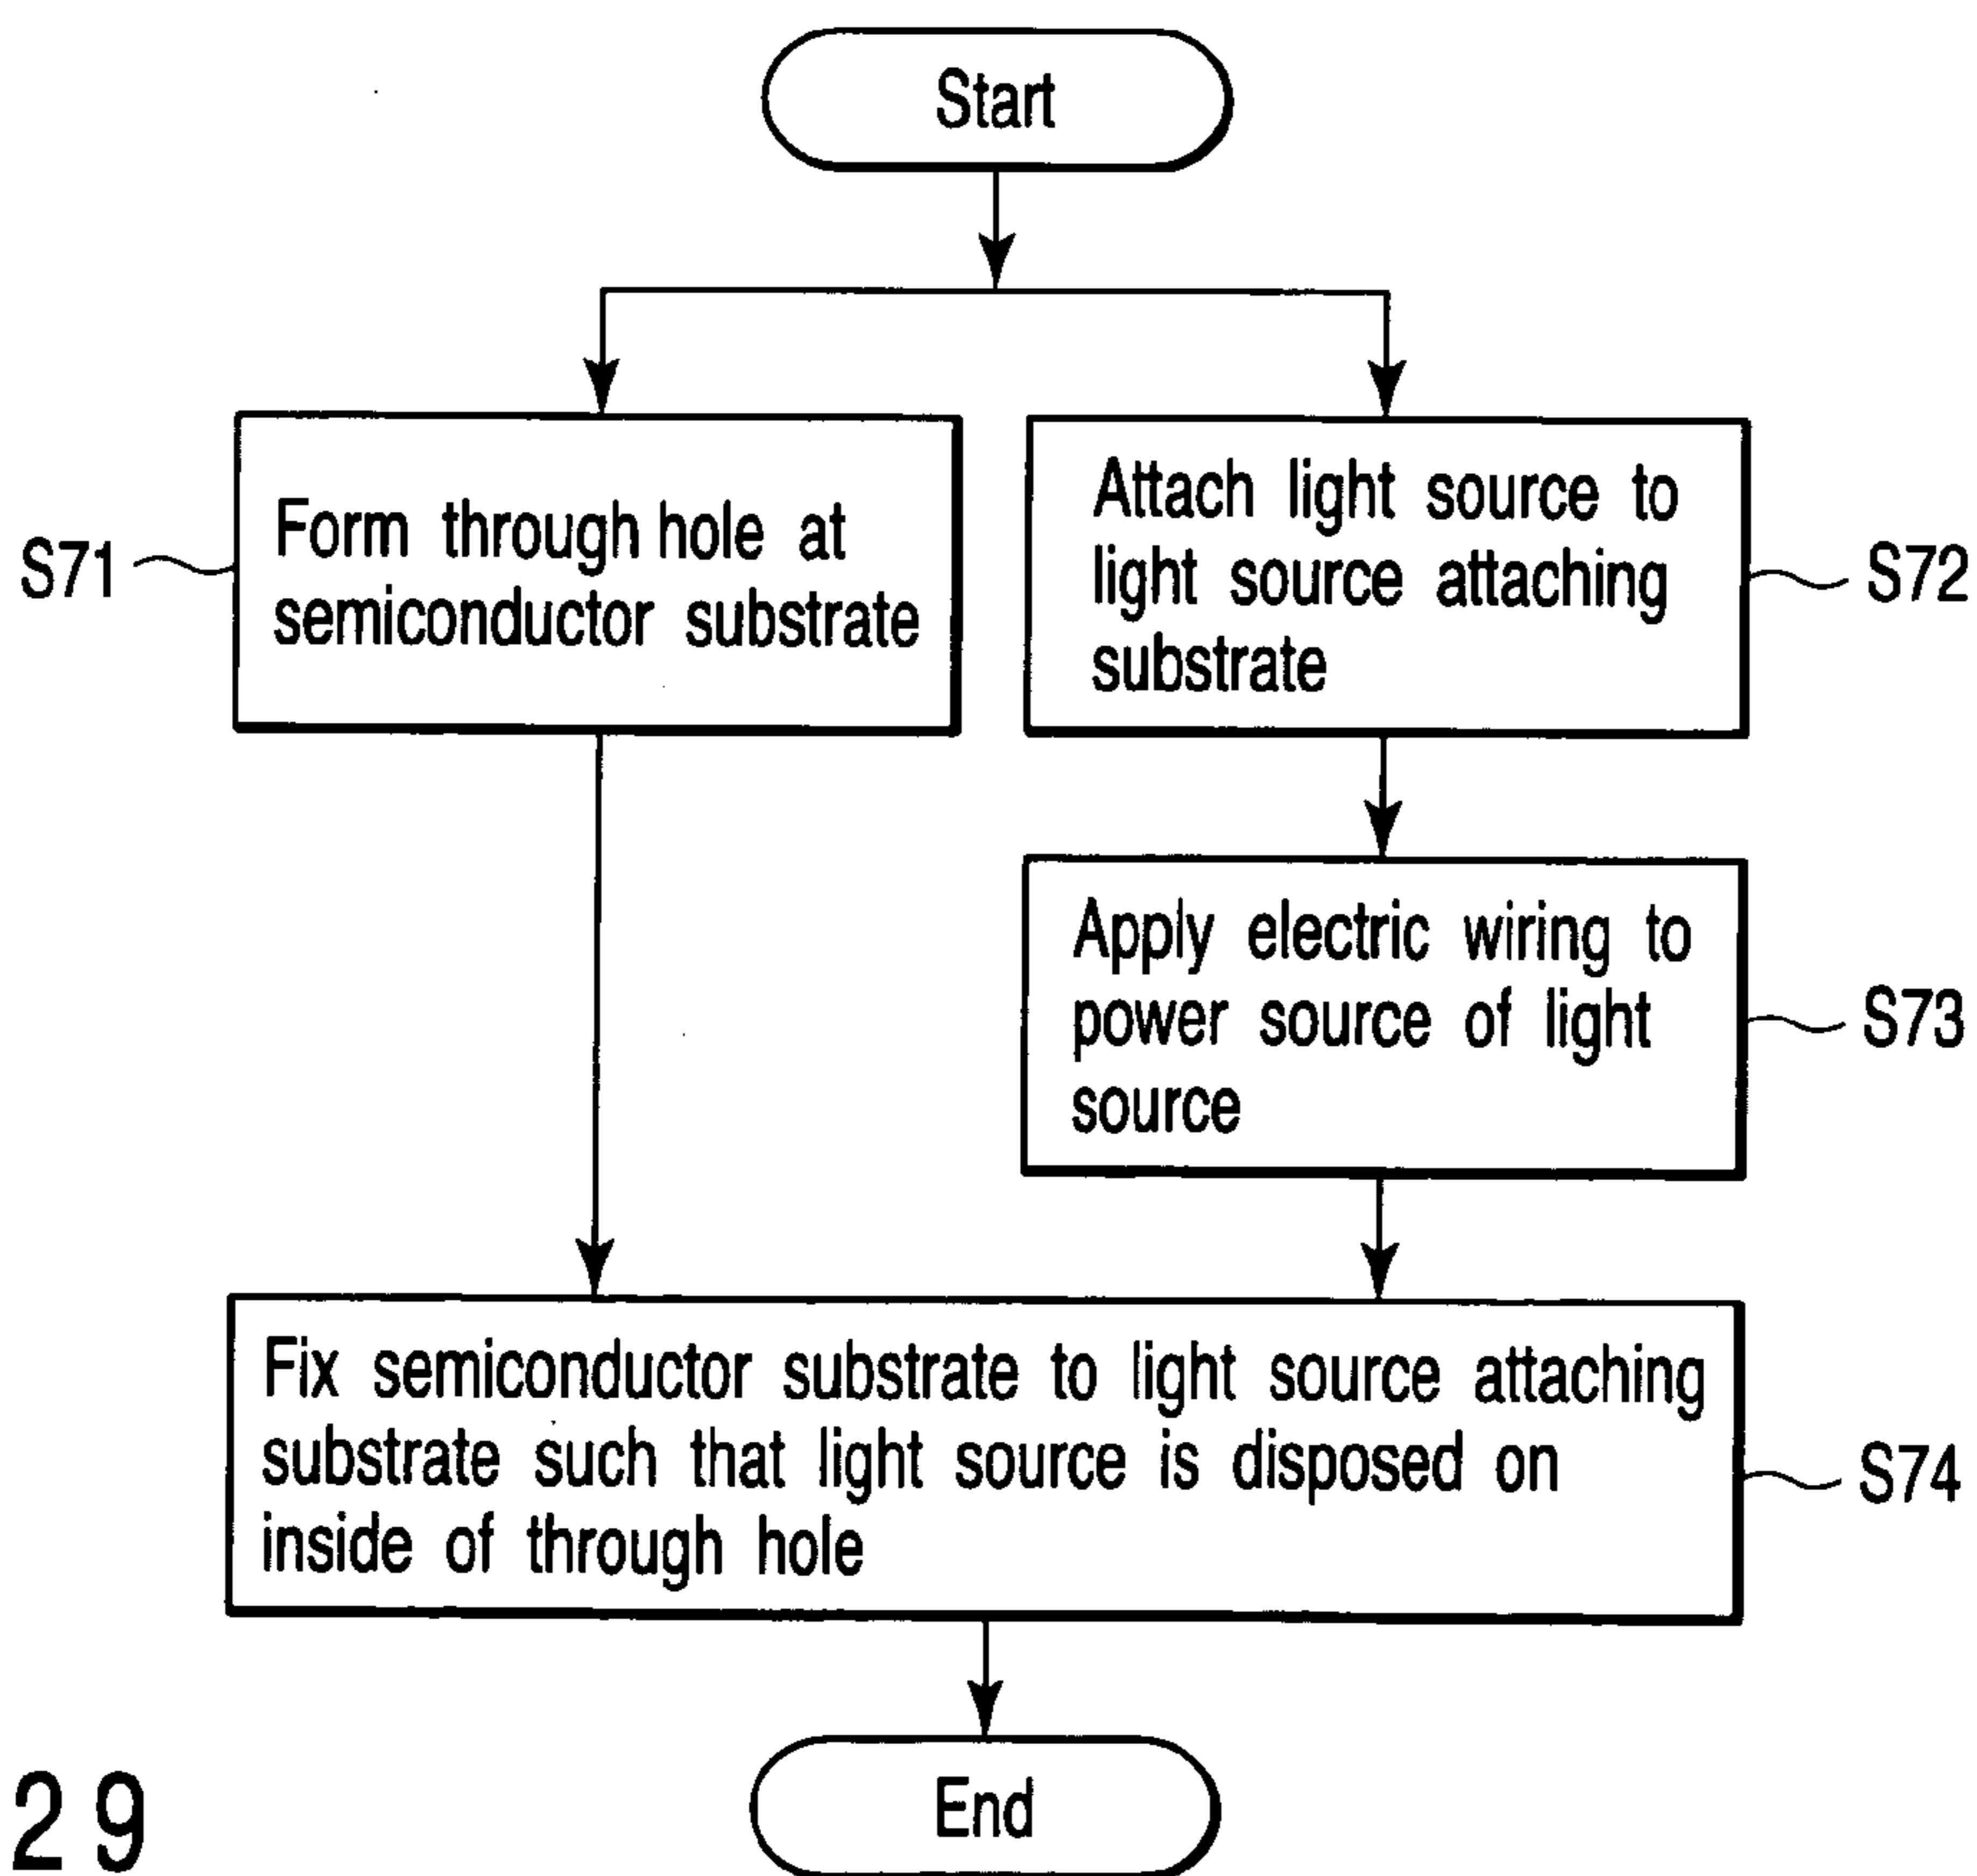 Start
Form through hole at
semiconductor substrate
S71
Attach light source to
light source attaching
substrate
S72
Apply electric wiring to
power source of light
source
S73
Fix semiconductor substrate to light source attaching
substrate such that light source is disposed on
inside of through hole
S74
End
29